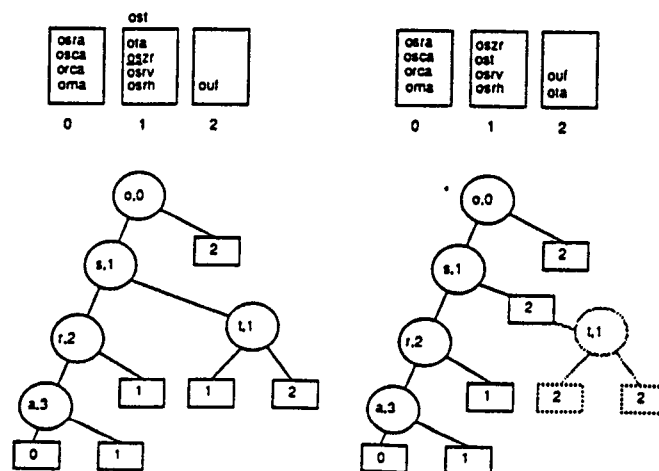 ost
osra
osca
orca
orna
ota
oszr
osrv
osrh
ouf
0
1
2
osra
osca
orca
orna
oszr
ost
osrv
osrh
ouf
ota
0
1
2
o,0
2
s,1
r,2
t,1
1
1
2
a,3
0
1
o,0
2
s,1
2
t,1
r,2
1
2
2
a,3
0
1